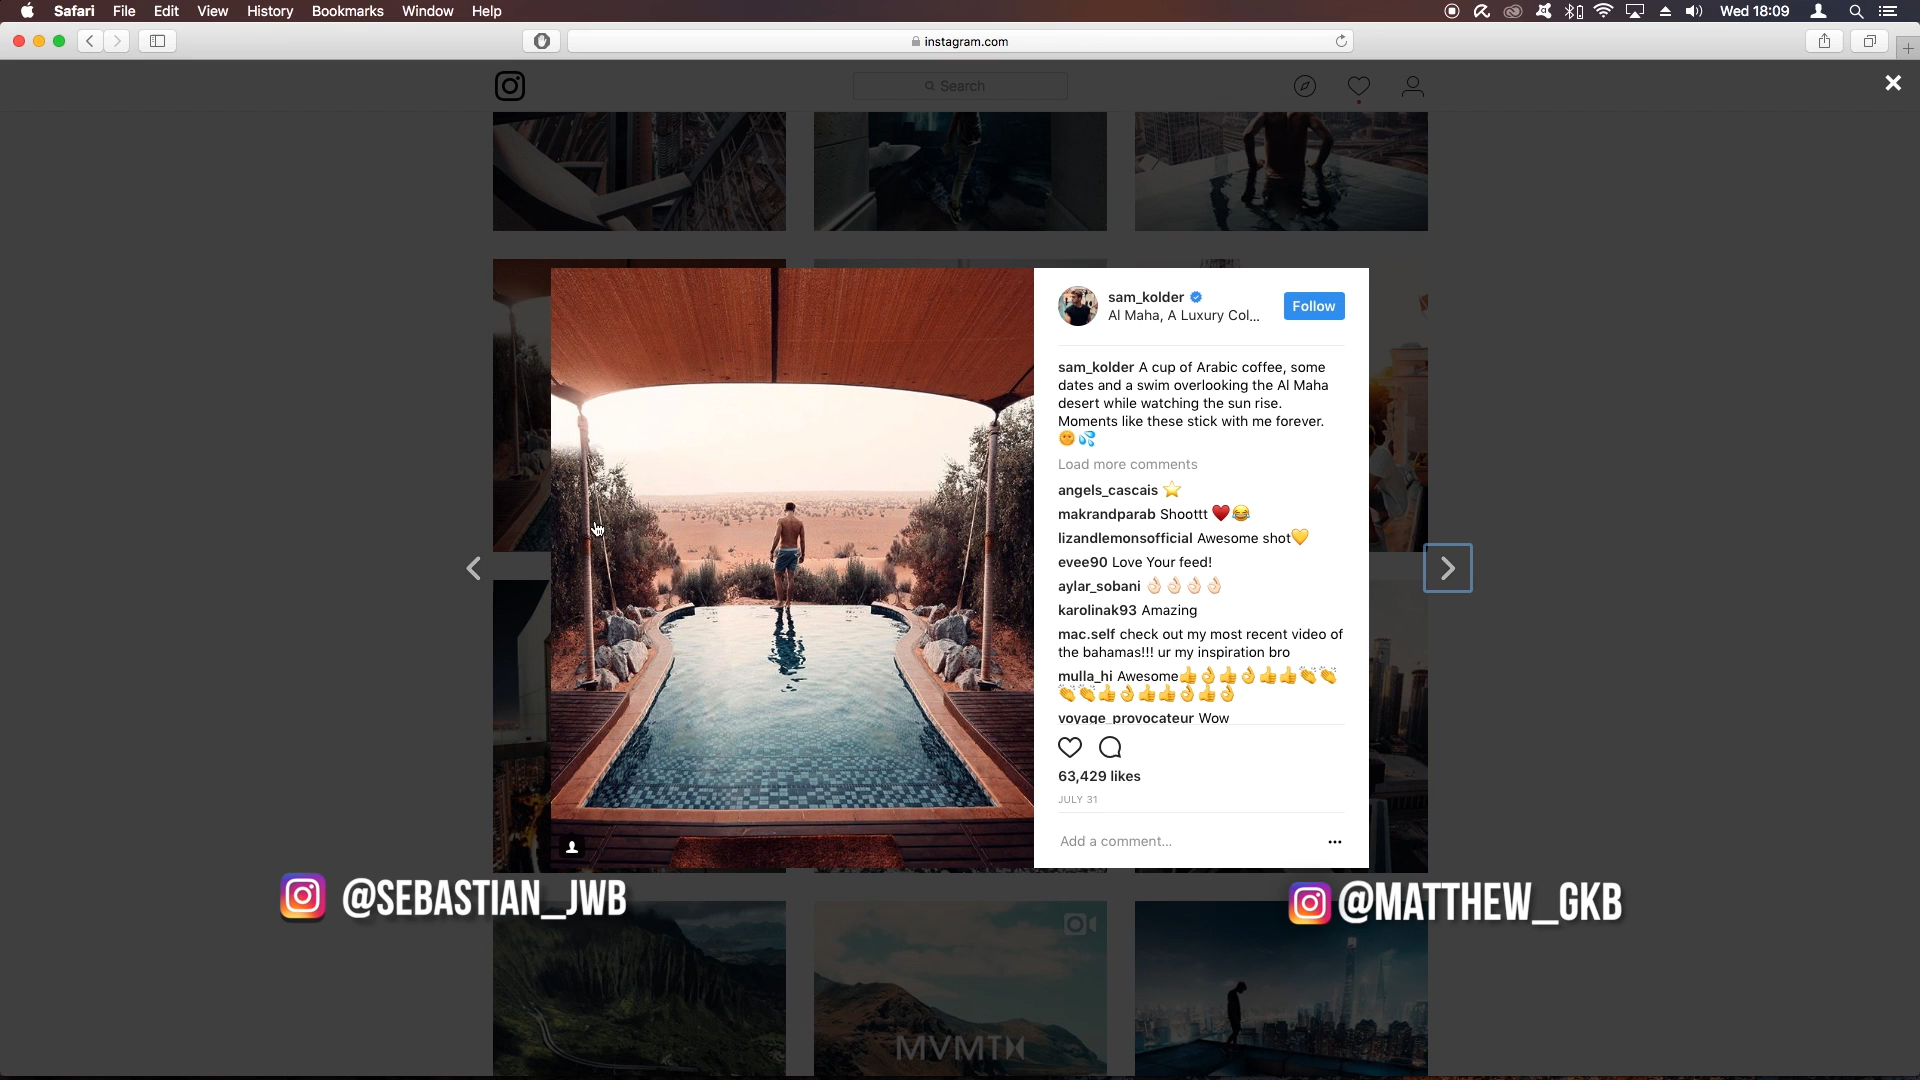 Safari File Edit View History Bookmarks Window Help Wed 18:09
instagram.com
Search
sam_kolder
Al Maha, A Luxury Col...
Follow
sam_kolder A cup of Arabic coffee, some
dates and a swim overlooking the Al Maha
desert while watching the sun rise.
Moments like these stick with me forever.
🌞💦
Load more comments
angels_cascais ⭐
makrandparab Shoottt ❤️😂
lizandlemonsofficial Awesome shot💛
evee90 Love Your feed!
aylar_sobani 👌🏻👌🏻👌🏻👌🏻
karolinak93 Amazing
mac.self check out my most recent video of
the bahamas!!! ur my inspiration bro
mulla_hi Awesome👍👌👍👌👍👍👏👏
👏👏👍👌👍👍👌👍👌
voyage_provocateur Wow
63,429 likes
JULY 31
Add a comment...
@SEBASTIAN_JWB
@MATTHEW_GKB
MVMT